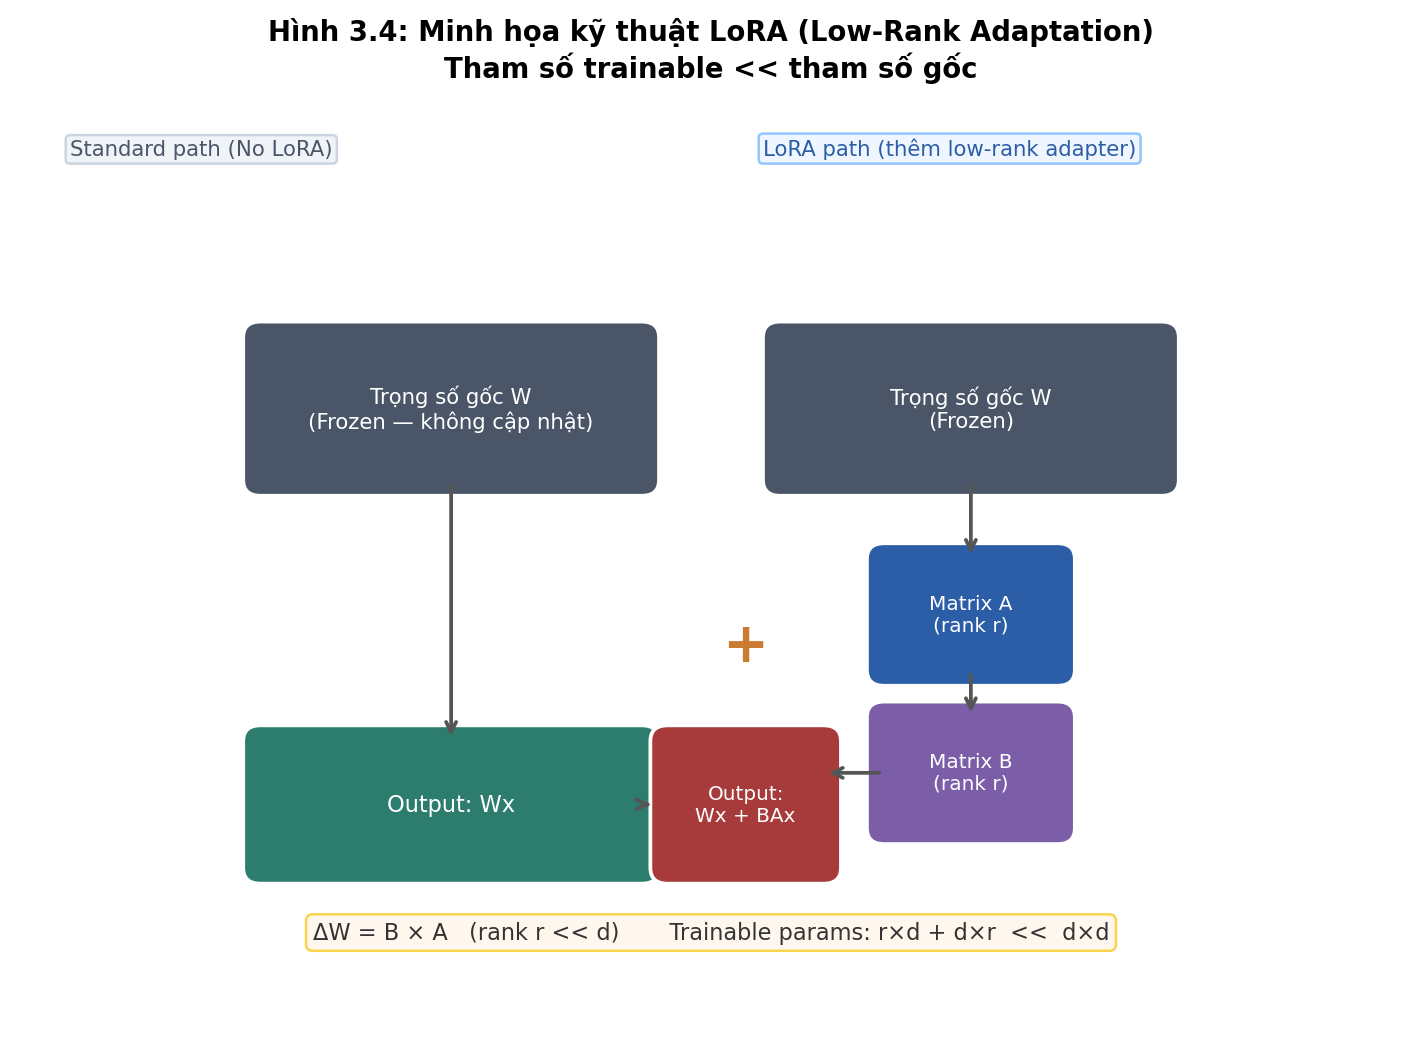 Hình 3.4: Minh họa kỹ thuật LoRA (Low-Rank Adaptation)
Tham số trainable << tham số gốc
Standard path (No LoRA)
LoRA path (thêm low-rank adapter)
Trọng số gốc W
(Frozen — không cập nhật)
Trọng số gốc W
(Frozen)
Matrix A
(rank r)
+
Matrix B
(rank r)
Output: Wx
Output:
Wx + BAx
ΔW = B × A   (rank r << d)       Trainable params: r×d + d×r  <<  d×d